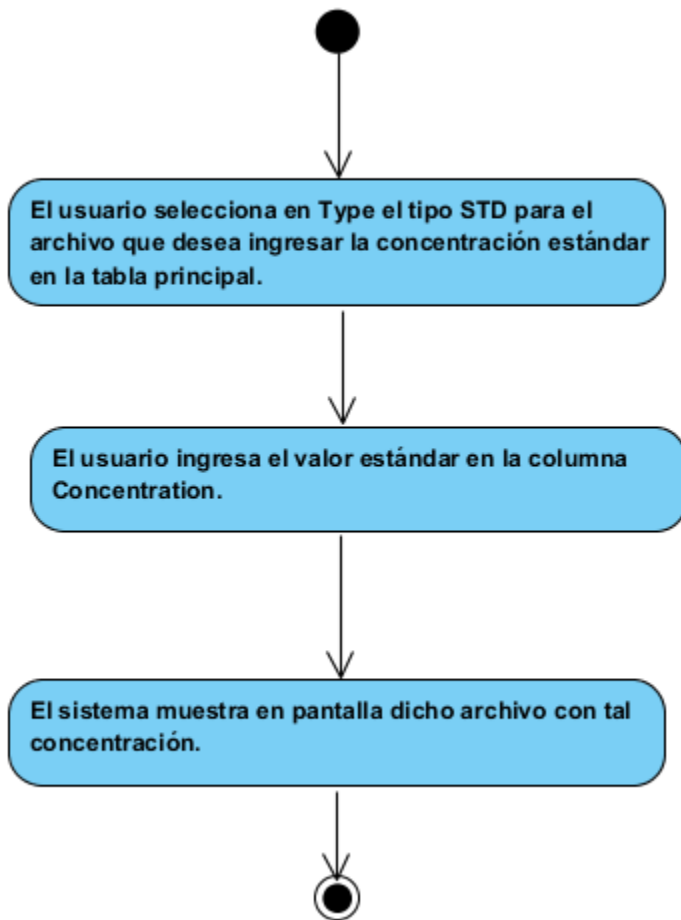 El usuario selecciona en Type el tipo STD para el
archivo que desea ingresar la concentración estándar
en la tabla principal.
El usuario ingresa el valor estándar en la columna
Concentration.
El sistema muestra en pantalla dicho archivo con tal
concentración.